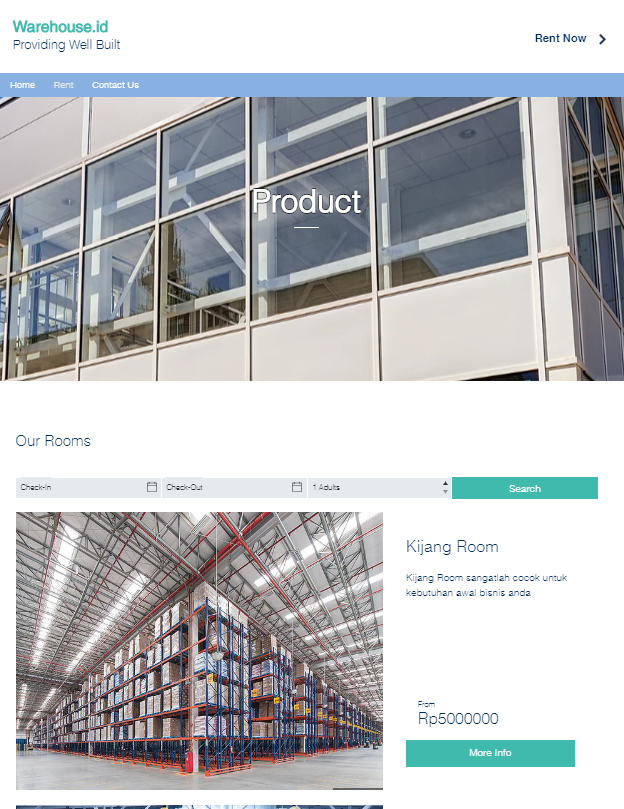 Warehouse.id
Providing Well Built
Rent Now
Home
Rent
Contact Us
Product
Our Rooms
Check-In
Check-Out
1 Adults
Search
Kijang Room
Kijang Room sangatlah cocok untuk
kebutuhan awal bisnis anda
From
Rp5000000
More Info